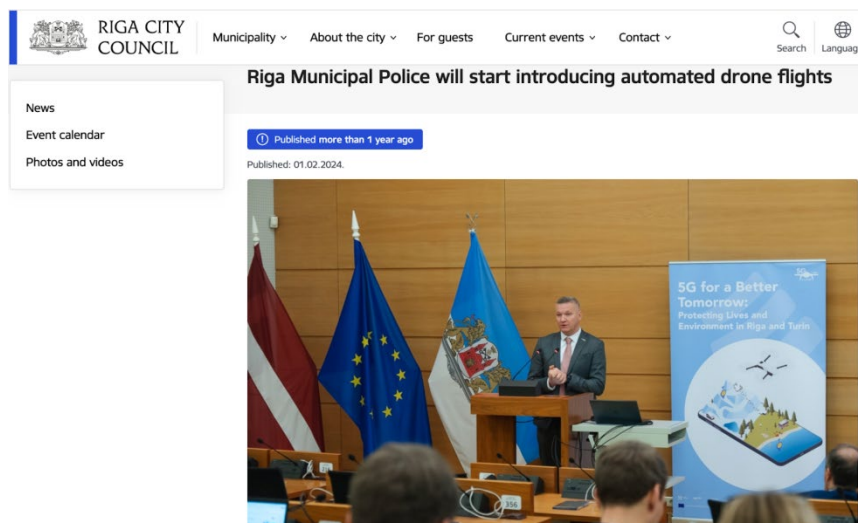 RIGA CITY
COUNCIL
Municipality
About the city
For guests
Current events
Contact
Search
Languag
Riga Municipal Police will start introducing automated drone flights
News
Event calendar
Photos and videos
Published more than 1 year ago
Published: 01.02.2024.
5G for a Better
Tomorrow:
Protecting Lives and
Environment in Riga and Turin
356